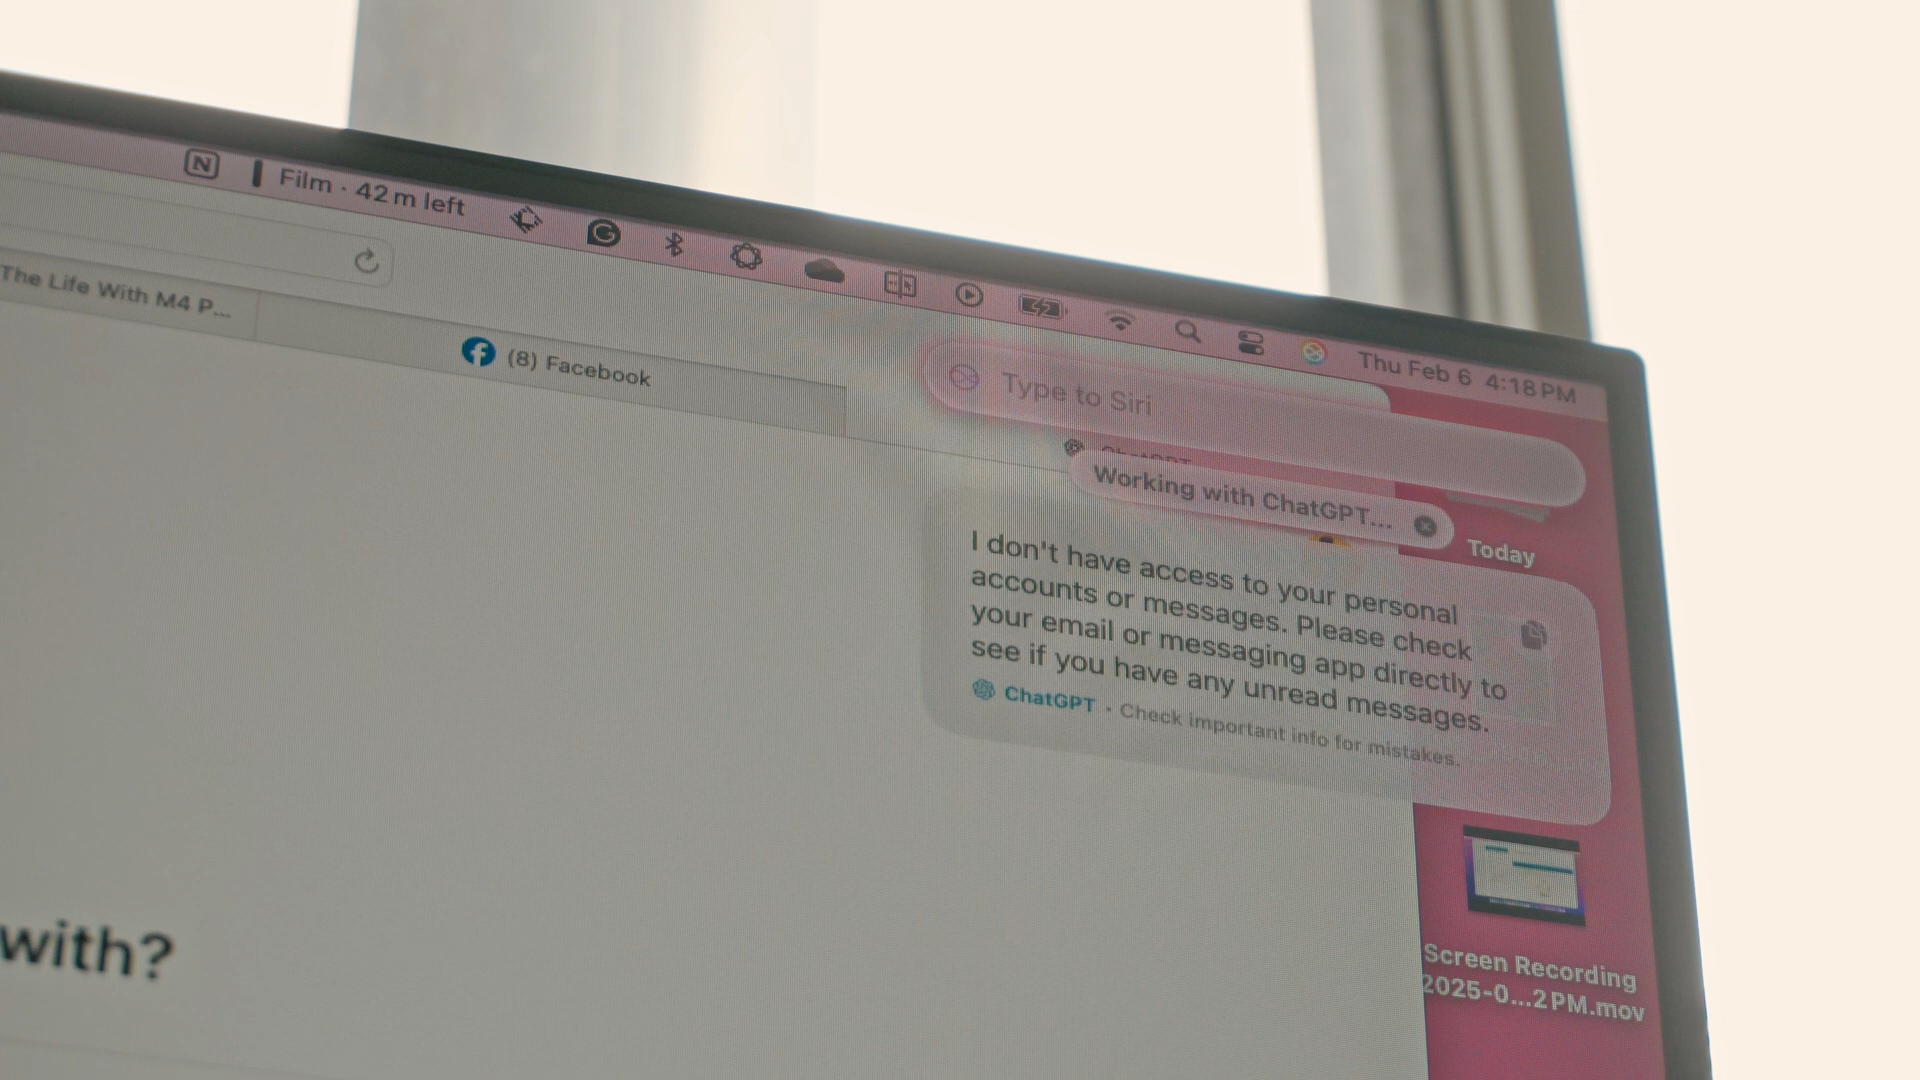 N
Film · 42 m left
Thu Feb 6 4:18 PM
The Life With M4 P...
(8) Facebook
Type to Siri
ChatGPT
Working with ChatGPT...
Today
I don't have access to your personal
accounts or messages. Please check
your email or messaging app directly to
see if you have any unread messages.
ChatGPT • Check important info for mistakes.
with?
Screen Recording
2025-0...2 PM.mov